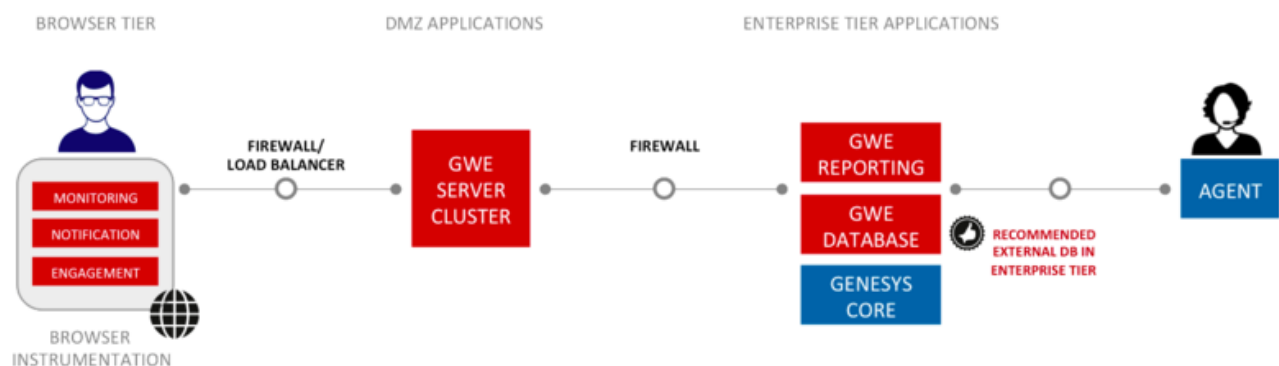 BROWSER TIER
DMZ APPLICATIONS
ENTERPRISE TIER APPLICATIONS
MONITORING
NOTIFICATION
ENGAGEMENT
BROWSER
INSTRUMENTATION
FIREWALL/
LOAD BALANCER
GWE
SERVER
CLUSTER
FIREWALL
GWE
REPORTING
GWE
DATABASE
GENESYS
CORE
RECOMMENDED
EXTERNAL DB IN
ENTERPRISE TIER
AGENT